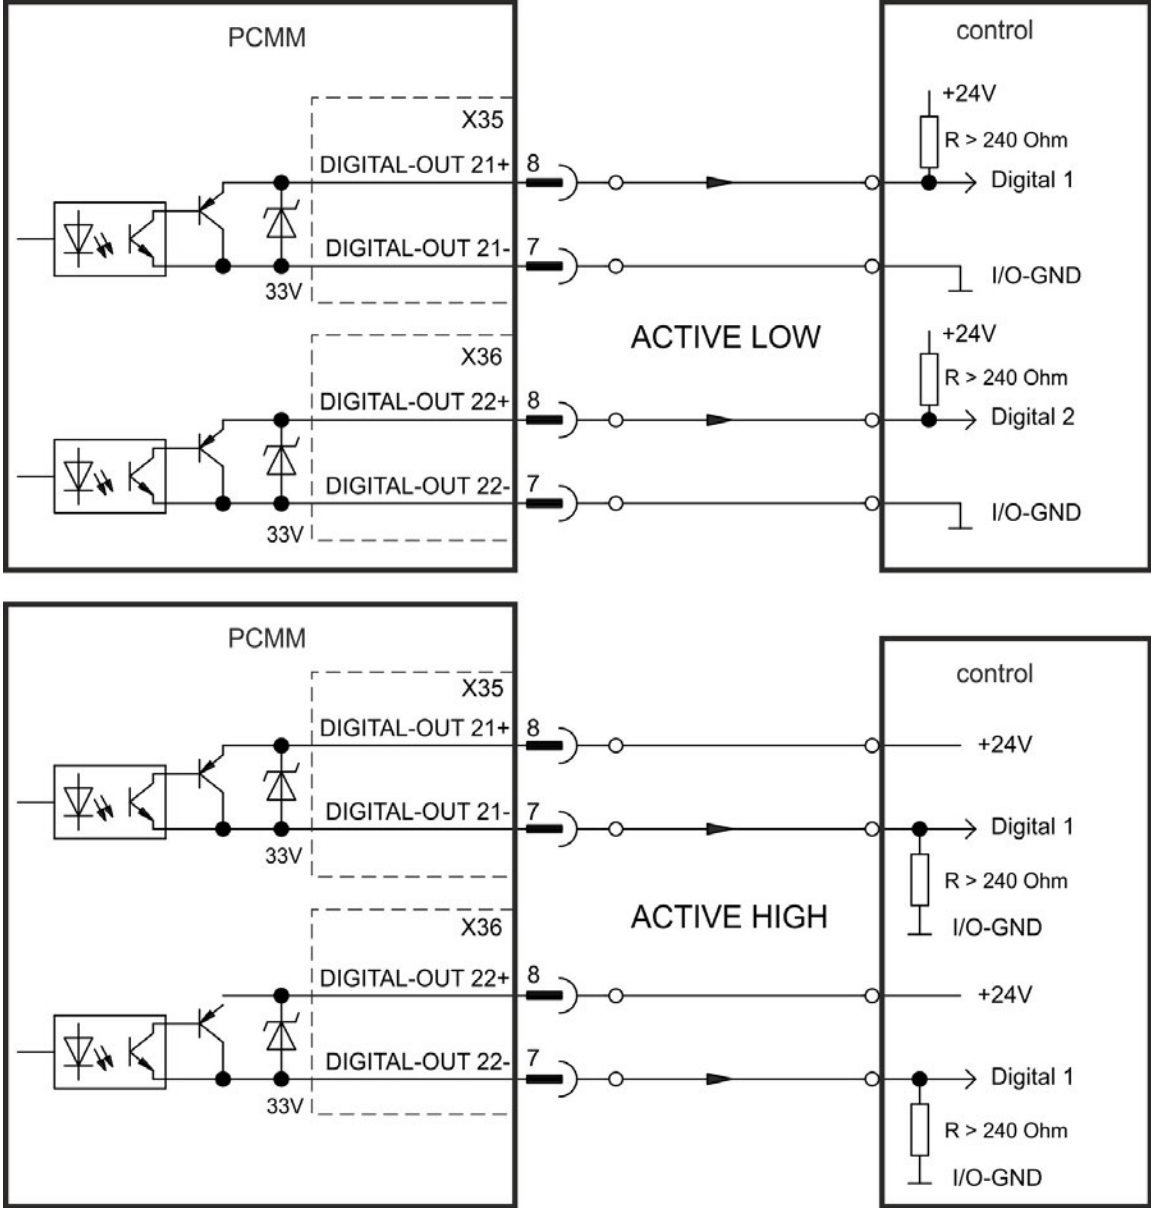 PCMM
control
+24V
X35
R > 240 Ohm
DIGITAL-OUT 21+
8
Digital 1
DIGITAL-OUT 21-
7
33V
I/O-GND
ACTIVE LOW
+24V
X36
R > 240 Ohm
DIGITAL-OUT 22+
8
Digital 2
DIGITAL-OUT 22-
7
33V
I/O-GND
PCMM
control
X35
DIGITAL-OUT 21+
8
+24V
DIGITAL-OUT 21-
7
Digital 1
33V
R > 240 Ohm
ACTIVE HIGH
I/O-GND
X36
DIGITAL-OUT 22+
8
+24V
DIGITAL-OUT 22-
7
Digital 1
33V
R > 240 Ohm
I/O-GND